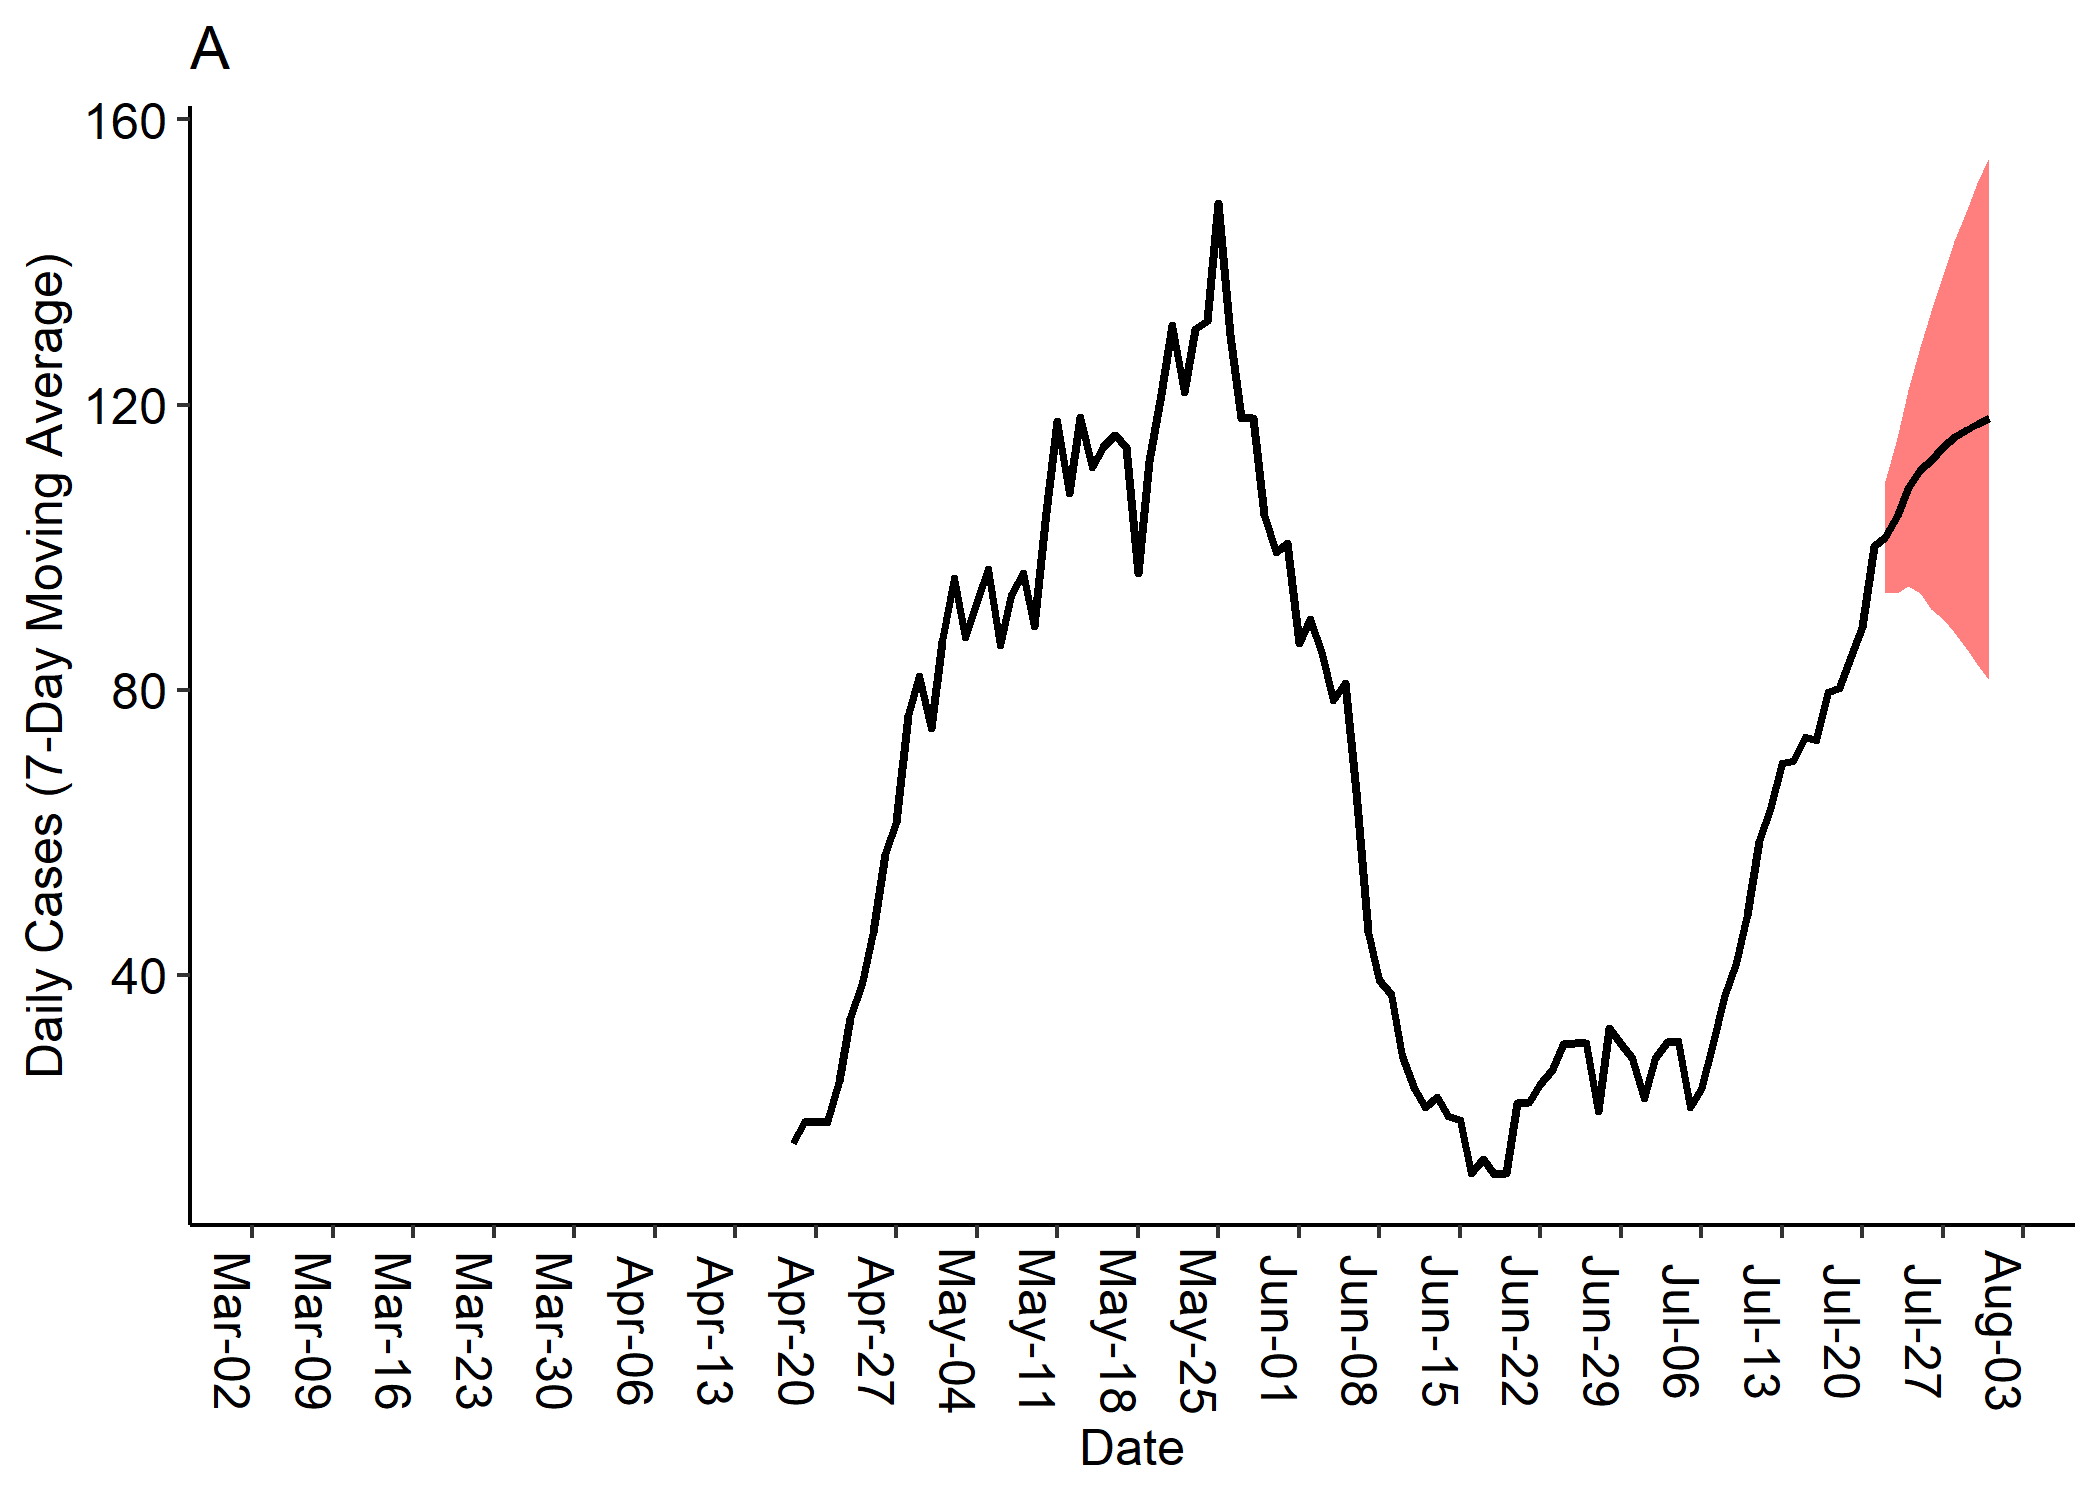 A
160
120
80
40
Daily Cases (7-Day Moving Average)
Mar-02
Mar-09
Mar-16
Mar-23
Mar-30
Apr-06
Apr-13
Apr-20
Apr-27
May-04
May-11
May-18
May-25
Jun-01
Jun-08
Jun-15
Jun-22
Jun-29
Jul-06
Jul-13
Jul-20
Jul-27
Aug-03
Date